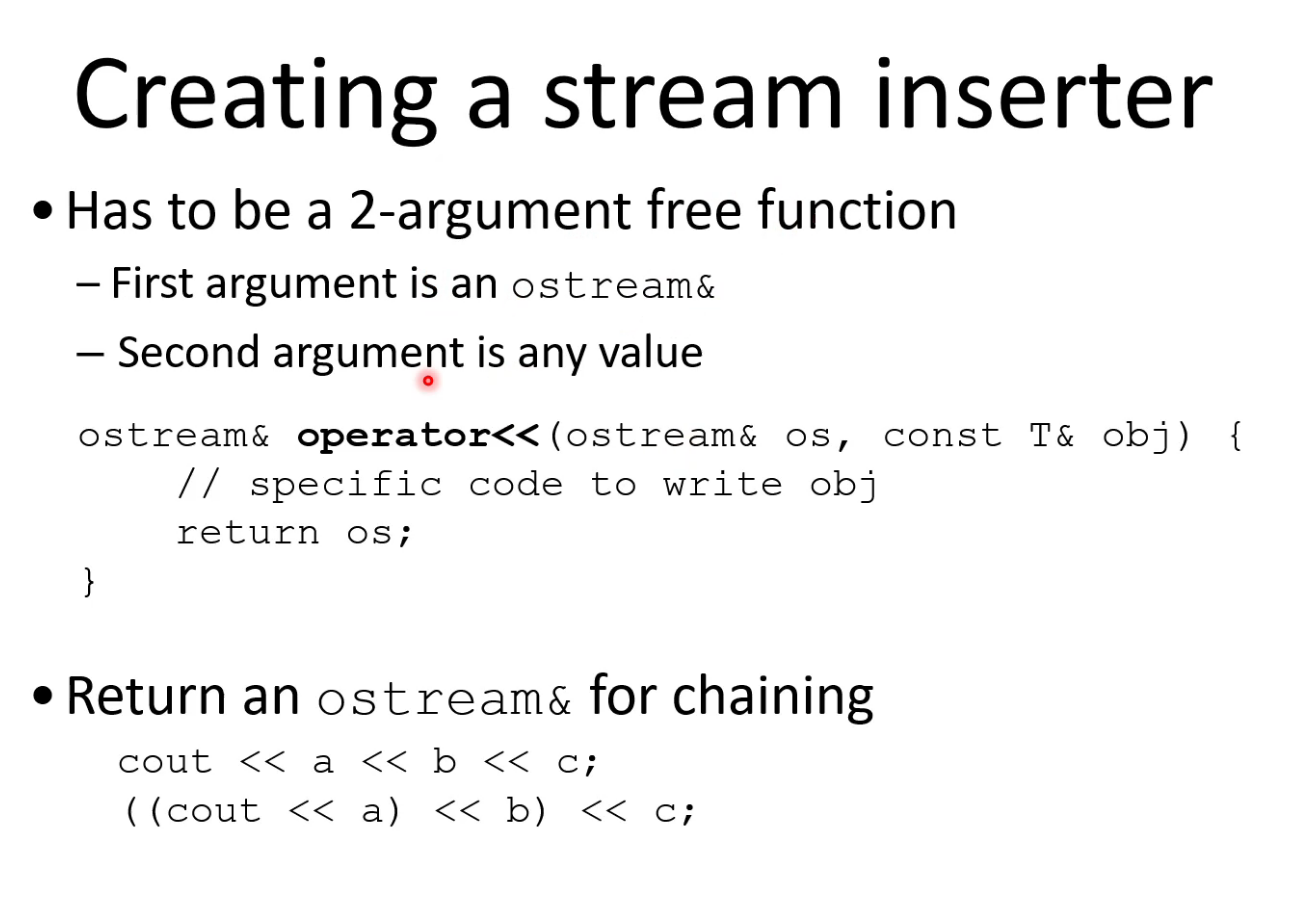 Creating a stream inserter
• Has to be a 2-argument free function
– First argument is an ostream&
– Second argument is any value
ostream& operator<<(ostream& os, const T& obj) {
    // specific code to write obj
    return os;
}
• Return an ostream& for chaining
cout << a << b << c;
((cout << a) << b) << c;